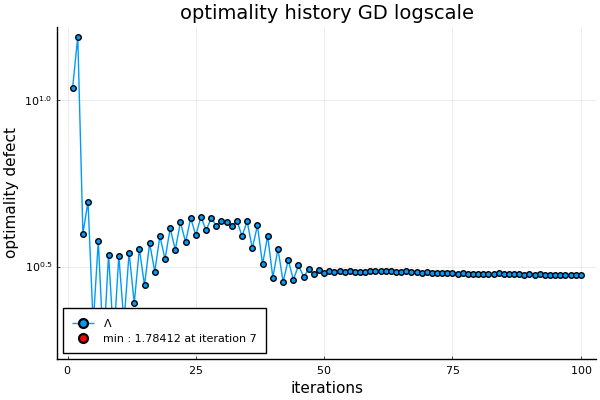 optimality history GD logscale
optimality defect
10^1.0
10^0.5
Λ
min : 1.78412 at iteration 7
0 25 50 75 100
iterations